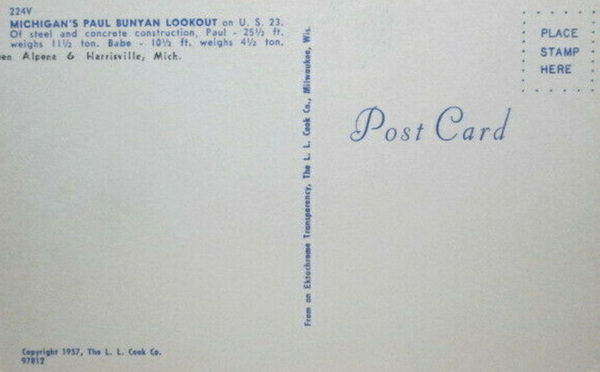 224V
MICHIGAN'S PAUL BUNYAN LOOKOUT on U. S. 23.
Of steel and concrete construction, Paul - 25½ ft.
weighs 11½ ton. Babe - 10½ ft. weighs 4½ ton.
Alpena & Harrisville, Mich.
From an Ektachrome Transparency, The L. L. Cook Co., Milwaukee, Wis.
Post Card
PLACE
STAMP
HERE
Copyright 1957, The L. L. Cook Co.
97812